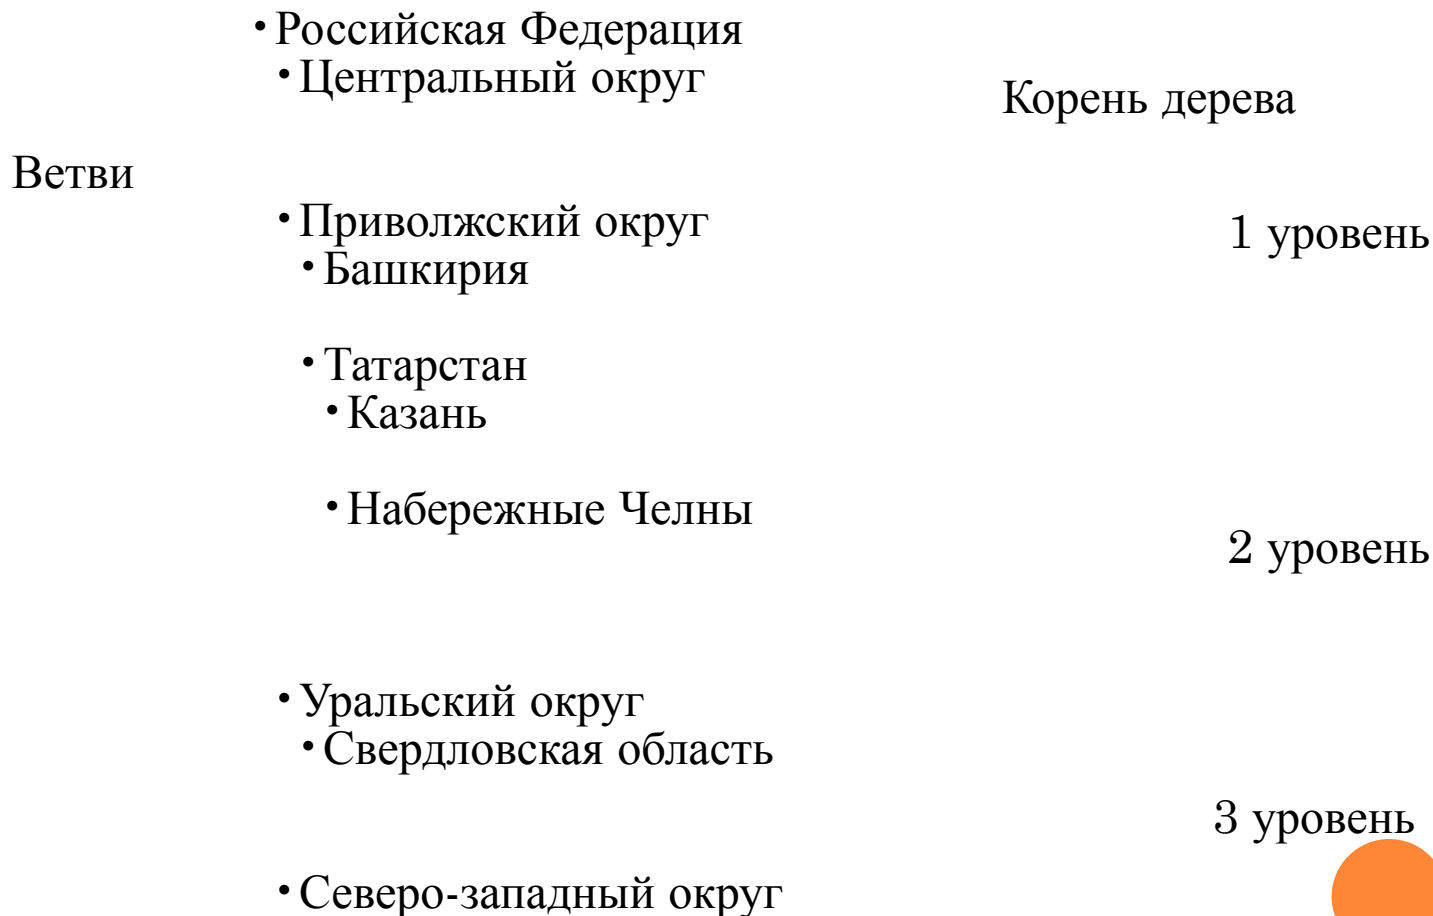 • Российская Федерация
• Центральный округ
Корень дерева
Ветви
• Приволжский округ
1 уровень
• Башкирия
• Татарстан
• Казань
• Набережные Челны
2 уровень
• Уральский округ
• Свердловская область
3 уровень
• Северо-западный округ